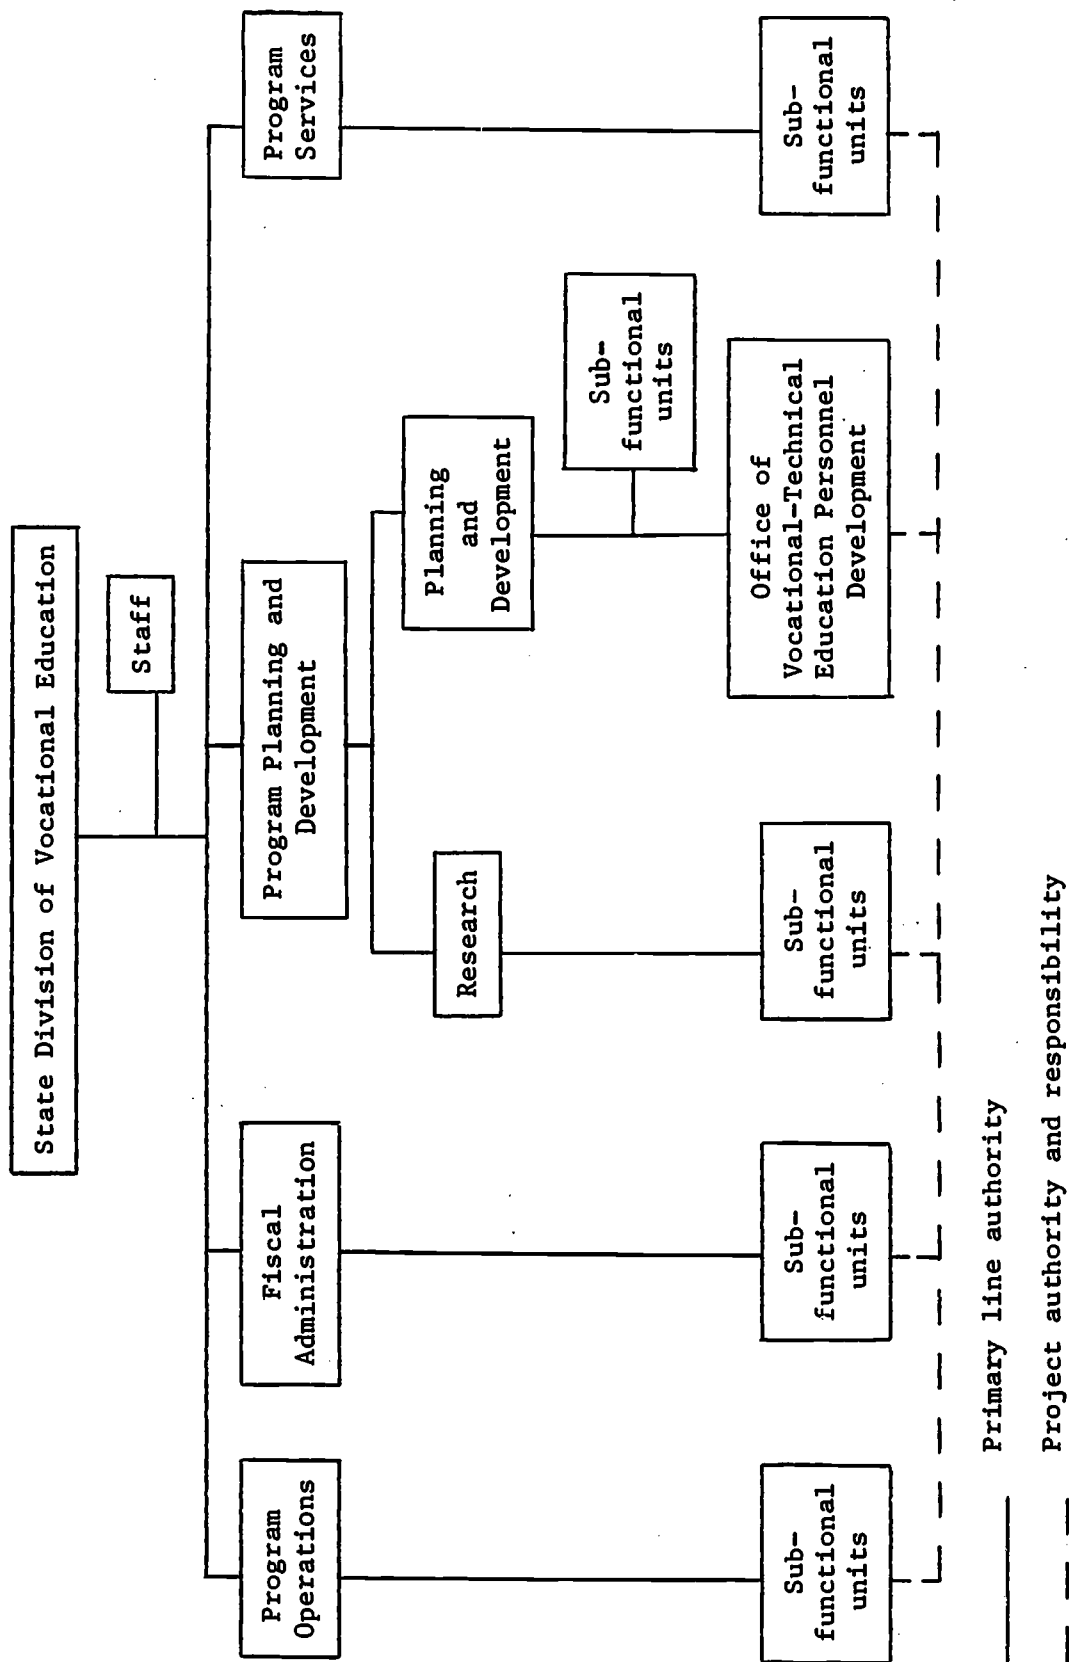 State Division of Vocational Education
Staff
Program
Operations
Fiscal
Administration
Program Planning and
Development
Program
Services
Research
Planning
and
Development
Sub-
functional
units
Sub-
functional
units
Sub-
functional
units
Sub-
functional
units
Office of
Vocational-Technical
Education Personnel
Development
Sub-
functional
units
Primary line authority
Project authority and responsibility